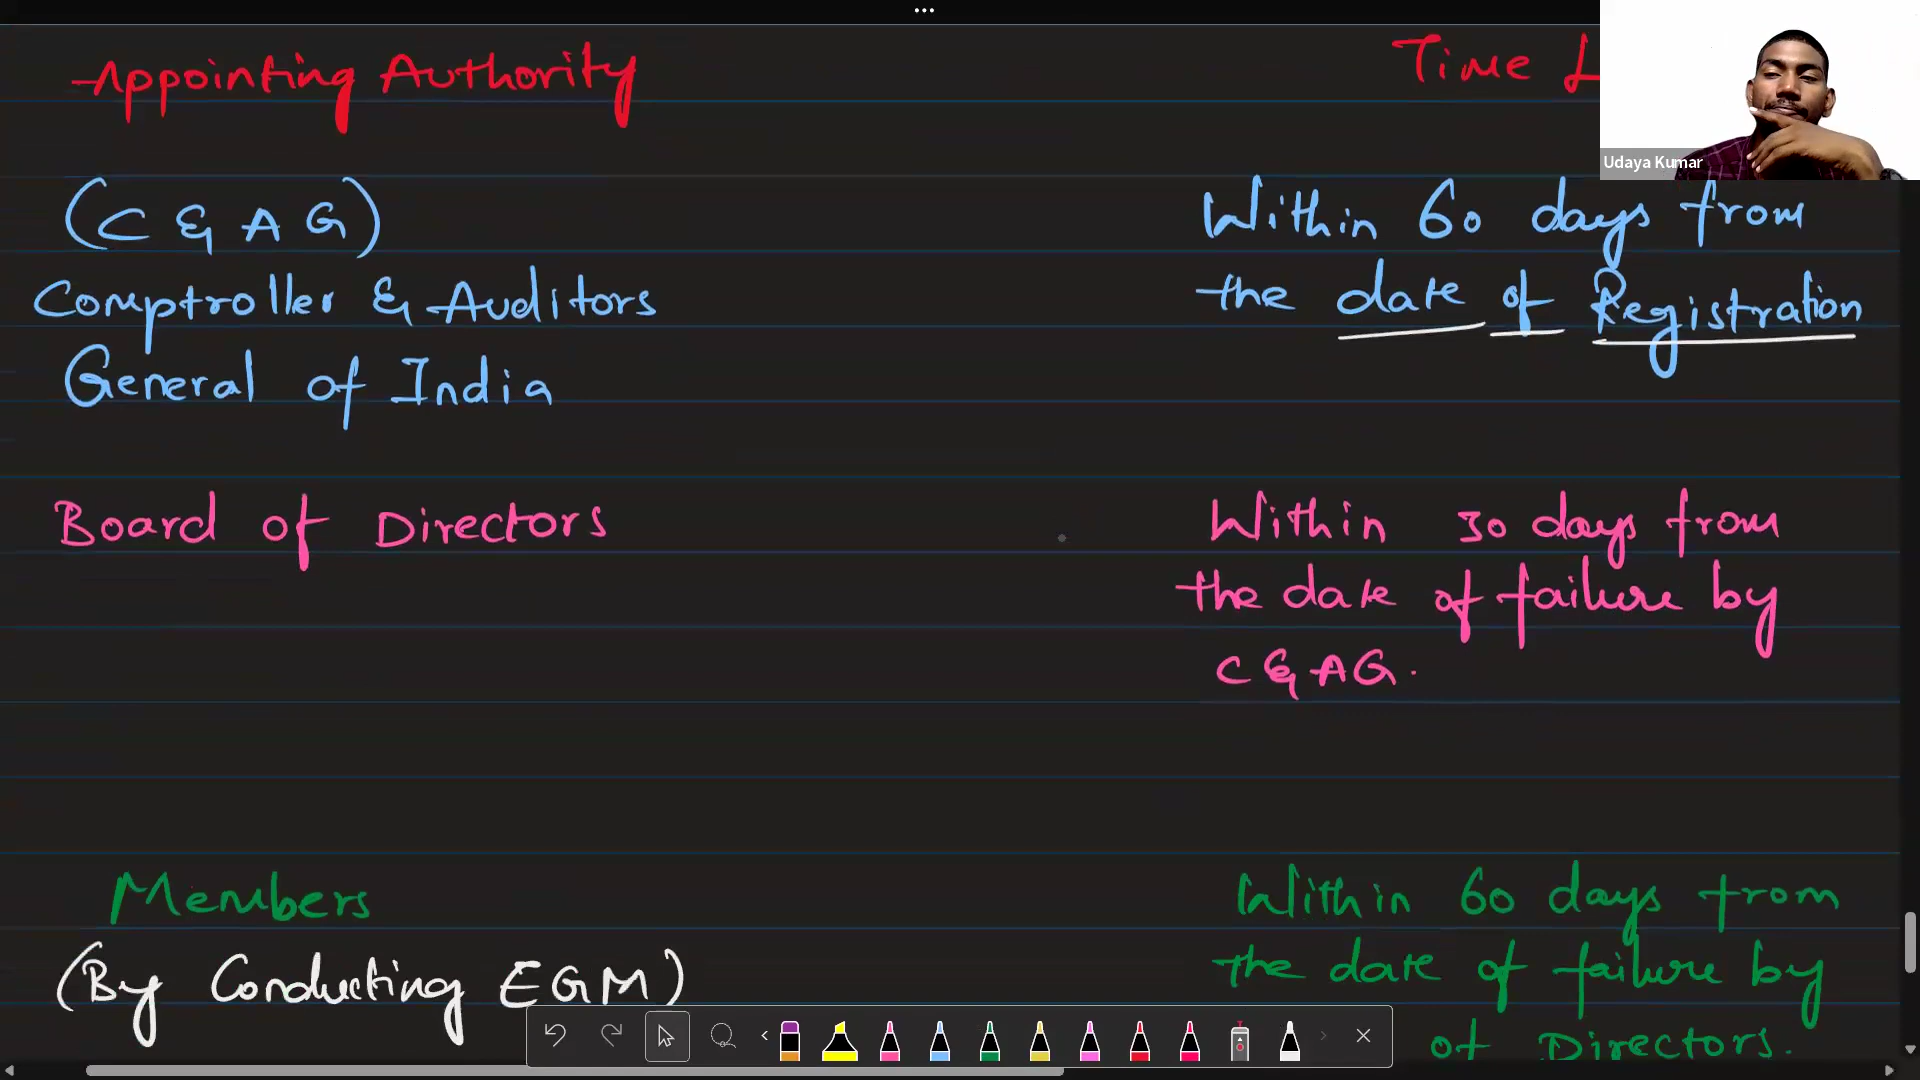 Appointing Authority
Time L
Udaya Kumar
(C & A G)
Comptroller & Auditors
General of India
Within 60 days from
the date of Registration
Board of Directors
Within 30 days from
the date of failure by
C & AG.
Members
(By Conducting EGM)
Within 60 days from
the date of failure by
of Directors.